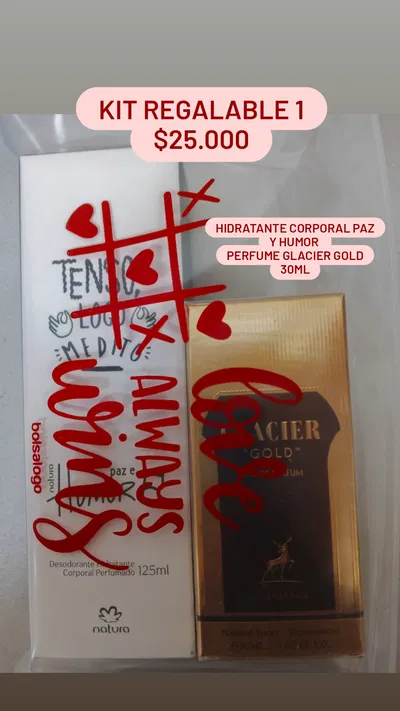 KIT REGALABLE 1
$25.000
HIDRATANTE CORPORAL PAZ
Y HUMOR
PERFUME GLACIER GOLD
30ML
TENSO,
LOGO
MEDITO
love
ALWAYS
wins
bolsalogo
natura
paz e
HUMOR
Desodorante Hidratante
Corporal Perfumado 125ml
natura
GLACIER
"GOLD"